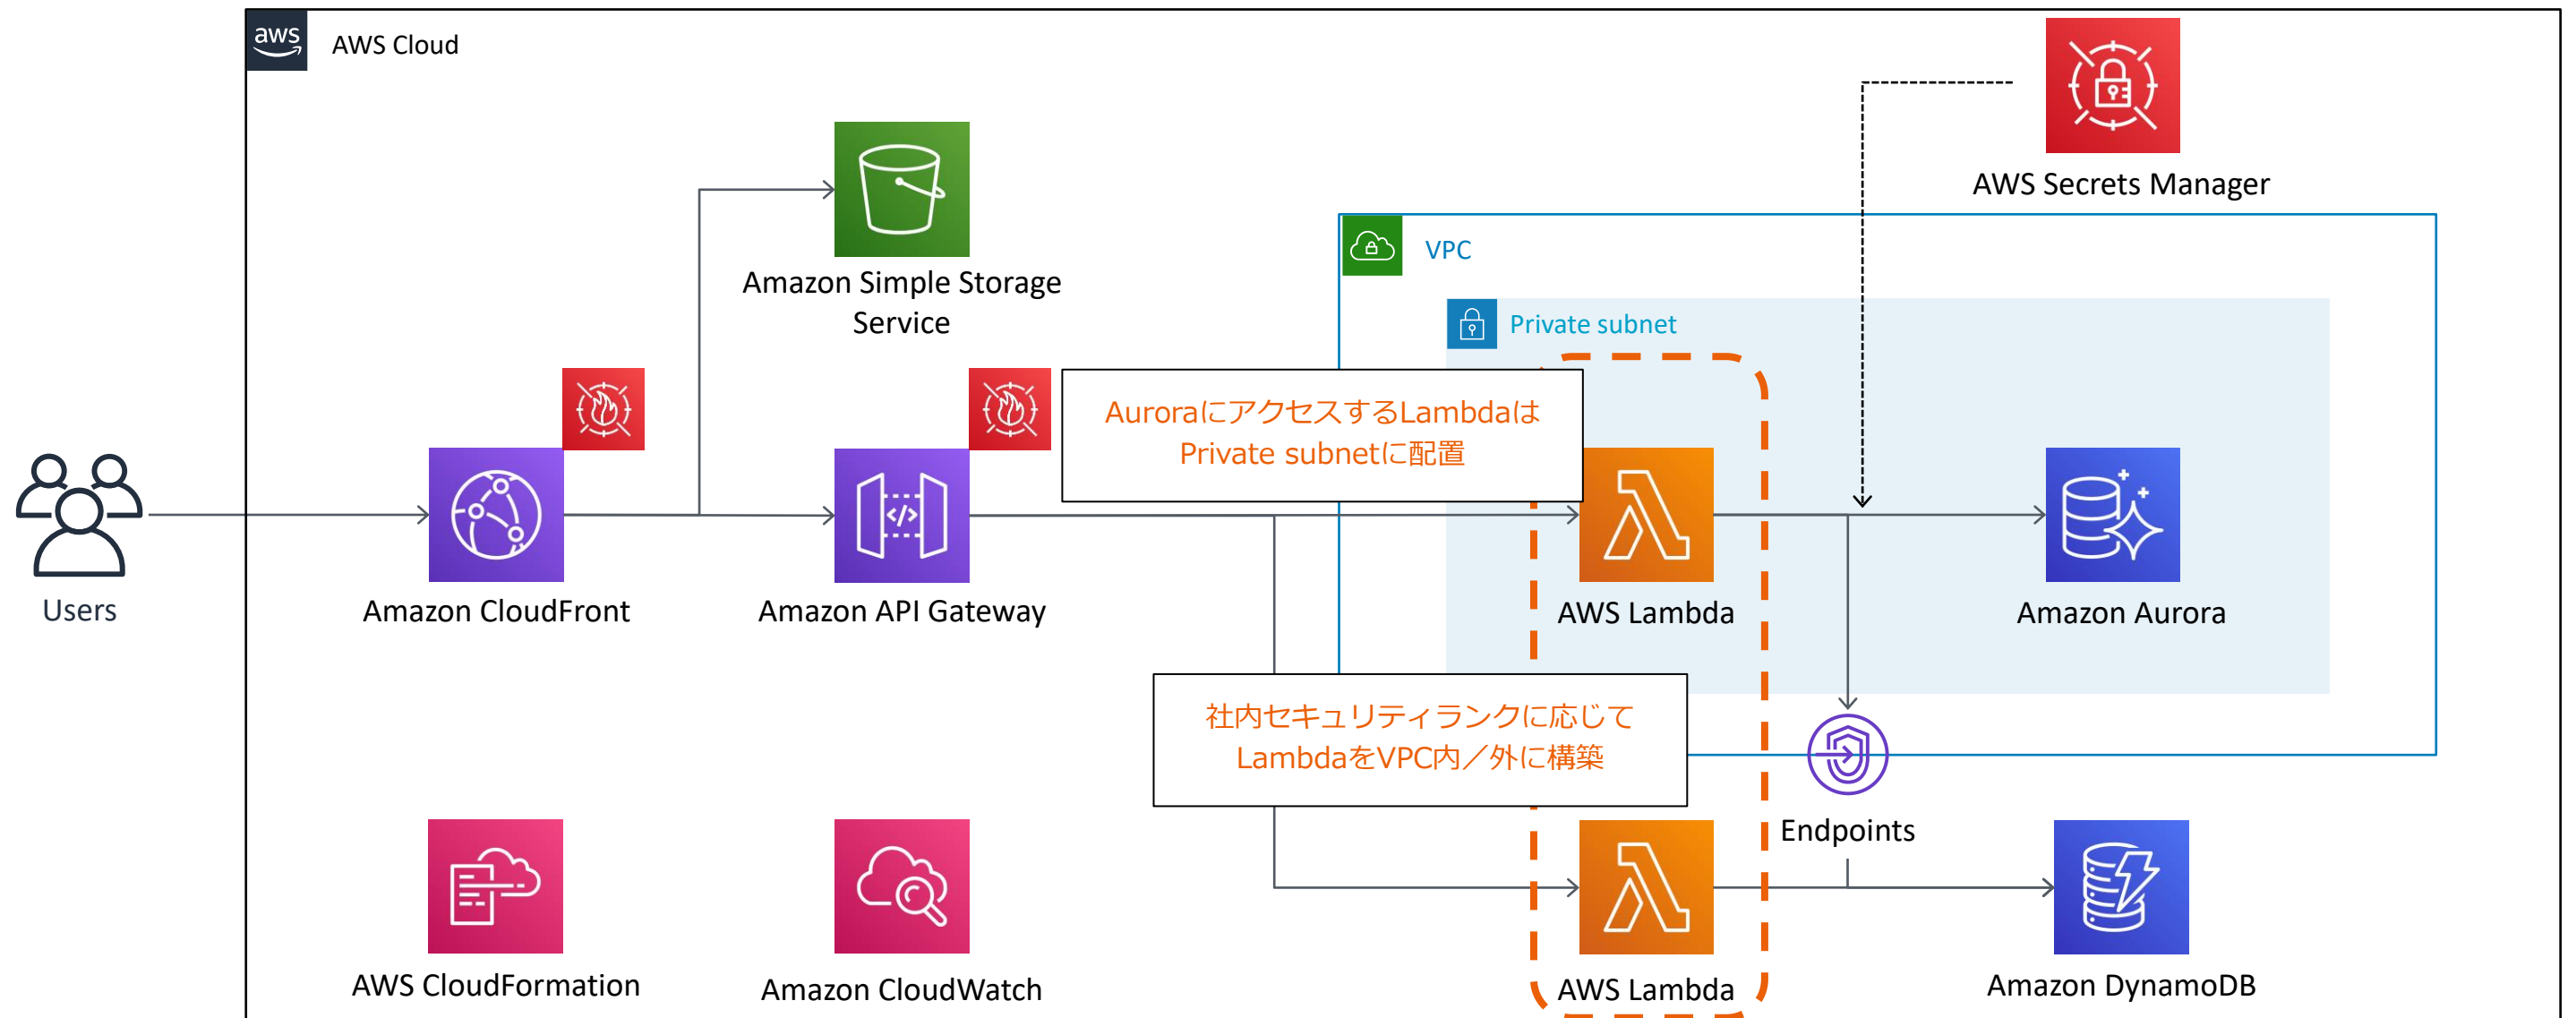 aws
AWS Cloud
AWS Secrets Manager
Amazon Simple Storage
Service
VPC
Private subnet
AuroraにアクセスするLambdaは
Private subnetに配置
</>
Users
Amazon CloudFront
Amazon API Gateway
AWS Lambda
Amazon Aurora
社内セキュリティランクに応じて
LambdaをVPC内／外に構築
Endpoints
AWS CloudFormation
Amazon CloudWatch
AWS Lambda
Amazon DynamoDB